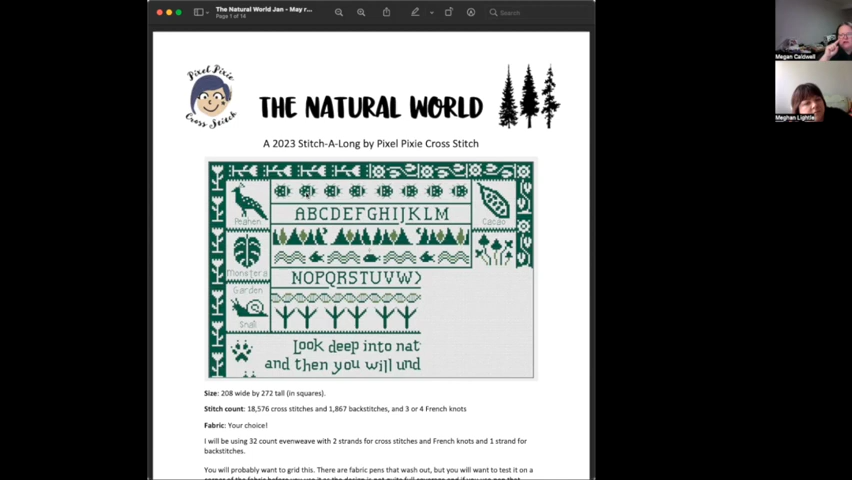 The Natural World Jan - May r...
Page 1 of 14
Search
Megan Caldwell
Meghan Lightle
Pixel Pixie
Cross Stitch
THE NATURAL WORLD
A 2023 Stitch-A-Long by Pixel Pixie Cross Stitch
Peahen
ABCDEFGHIJKLM
Cacao
Monstera
NOPQRSTUVWX
Garden
Snail
Look deep into nat
and then you will und
Size: 208 wide by 272 tall (in squares).
Stitch count: 18,576 cross stitches and 1,867 backstitches, and 3 or 4 French knots
Fabric: Your choice!
I will be using 32 count evenweave with 2 strands for cross stitches and French knots and 1 strand for
backstitches.
You will probably want to grid this. There are fabric pens that wash out, but you will want to test it on a